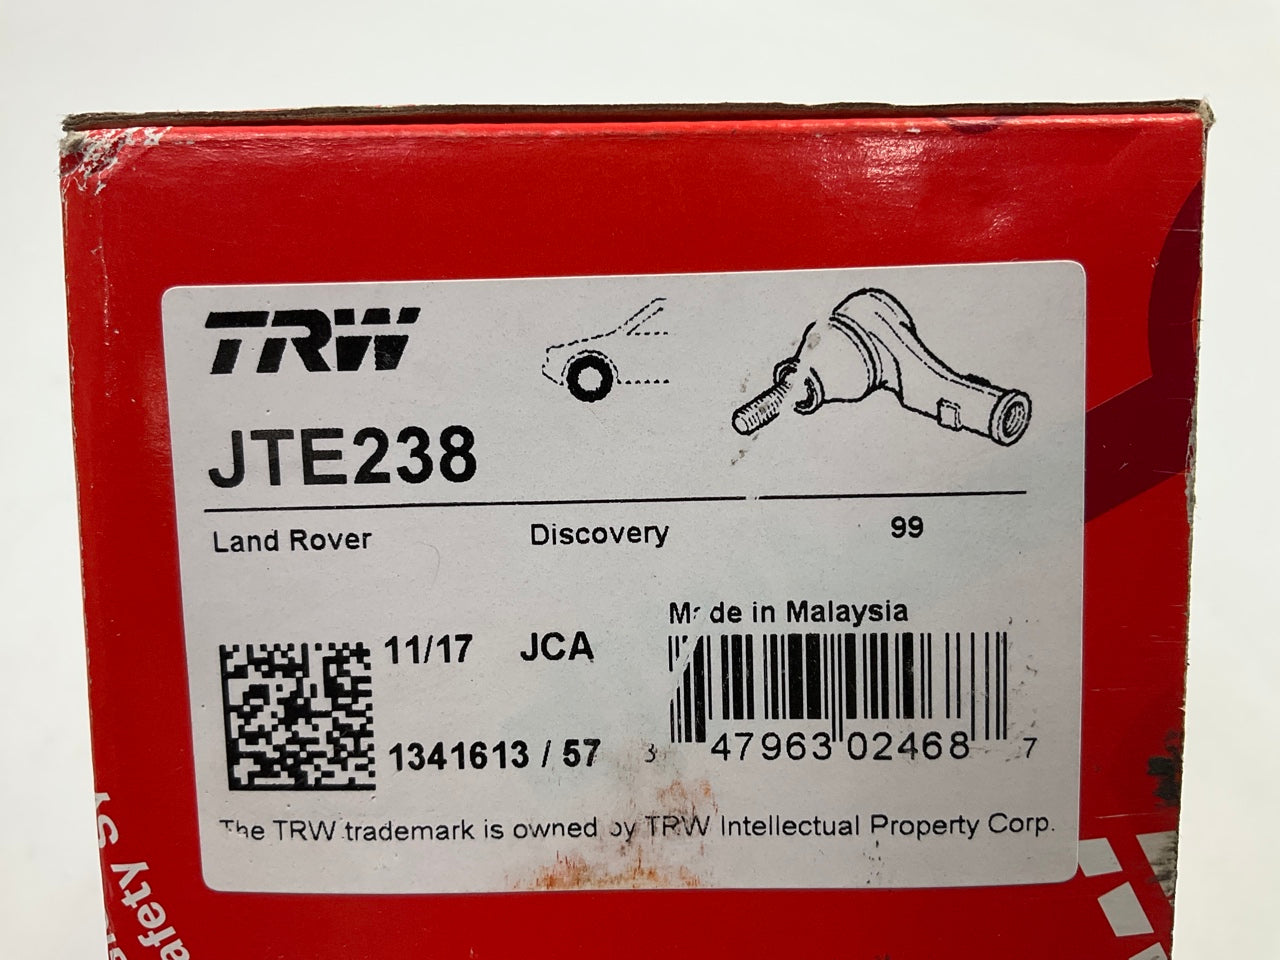 TRW
JTE238
Land Rover Discovery 99
Made in Malaysia
11/17 JCA
1341613 / 57
3 47963 02468 7
The TRW trademark is owned by TRW Intellectual Property Corp.